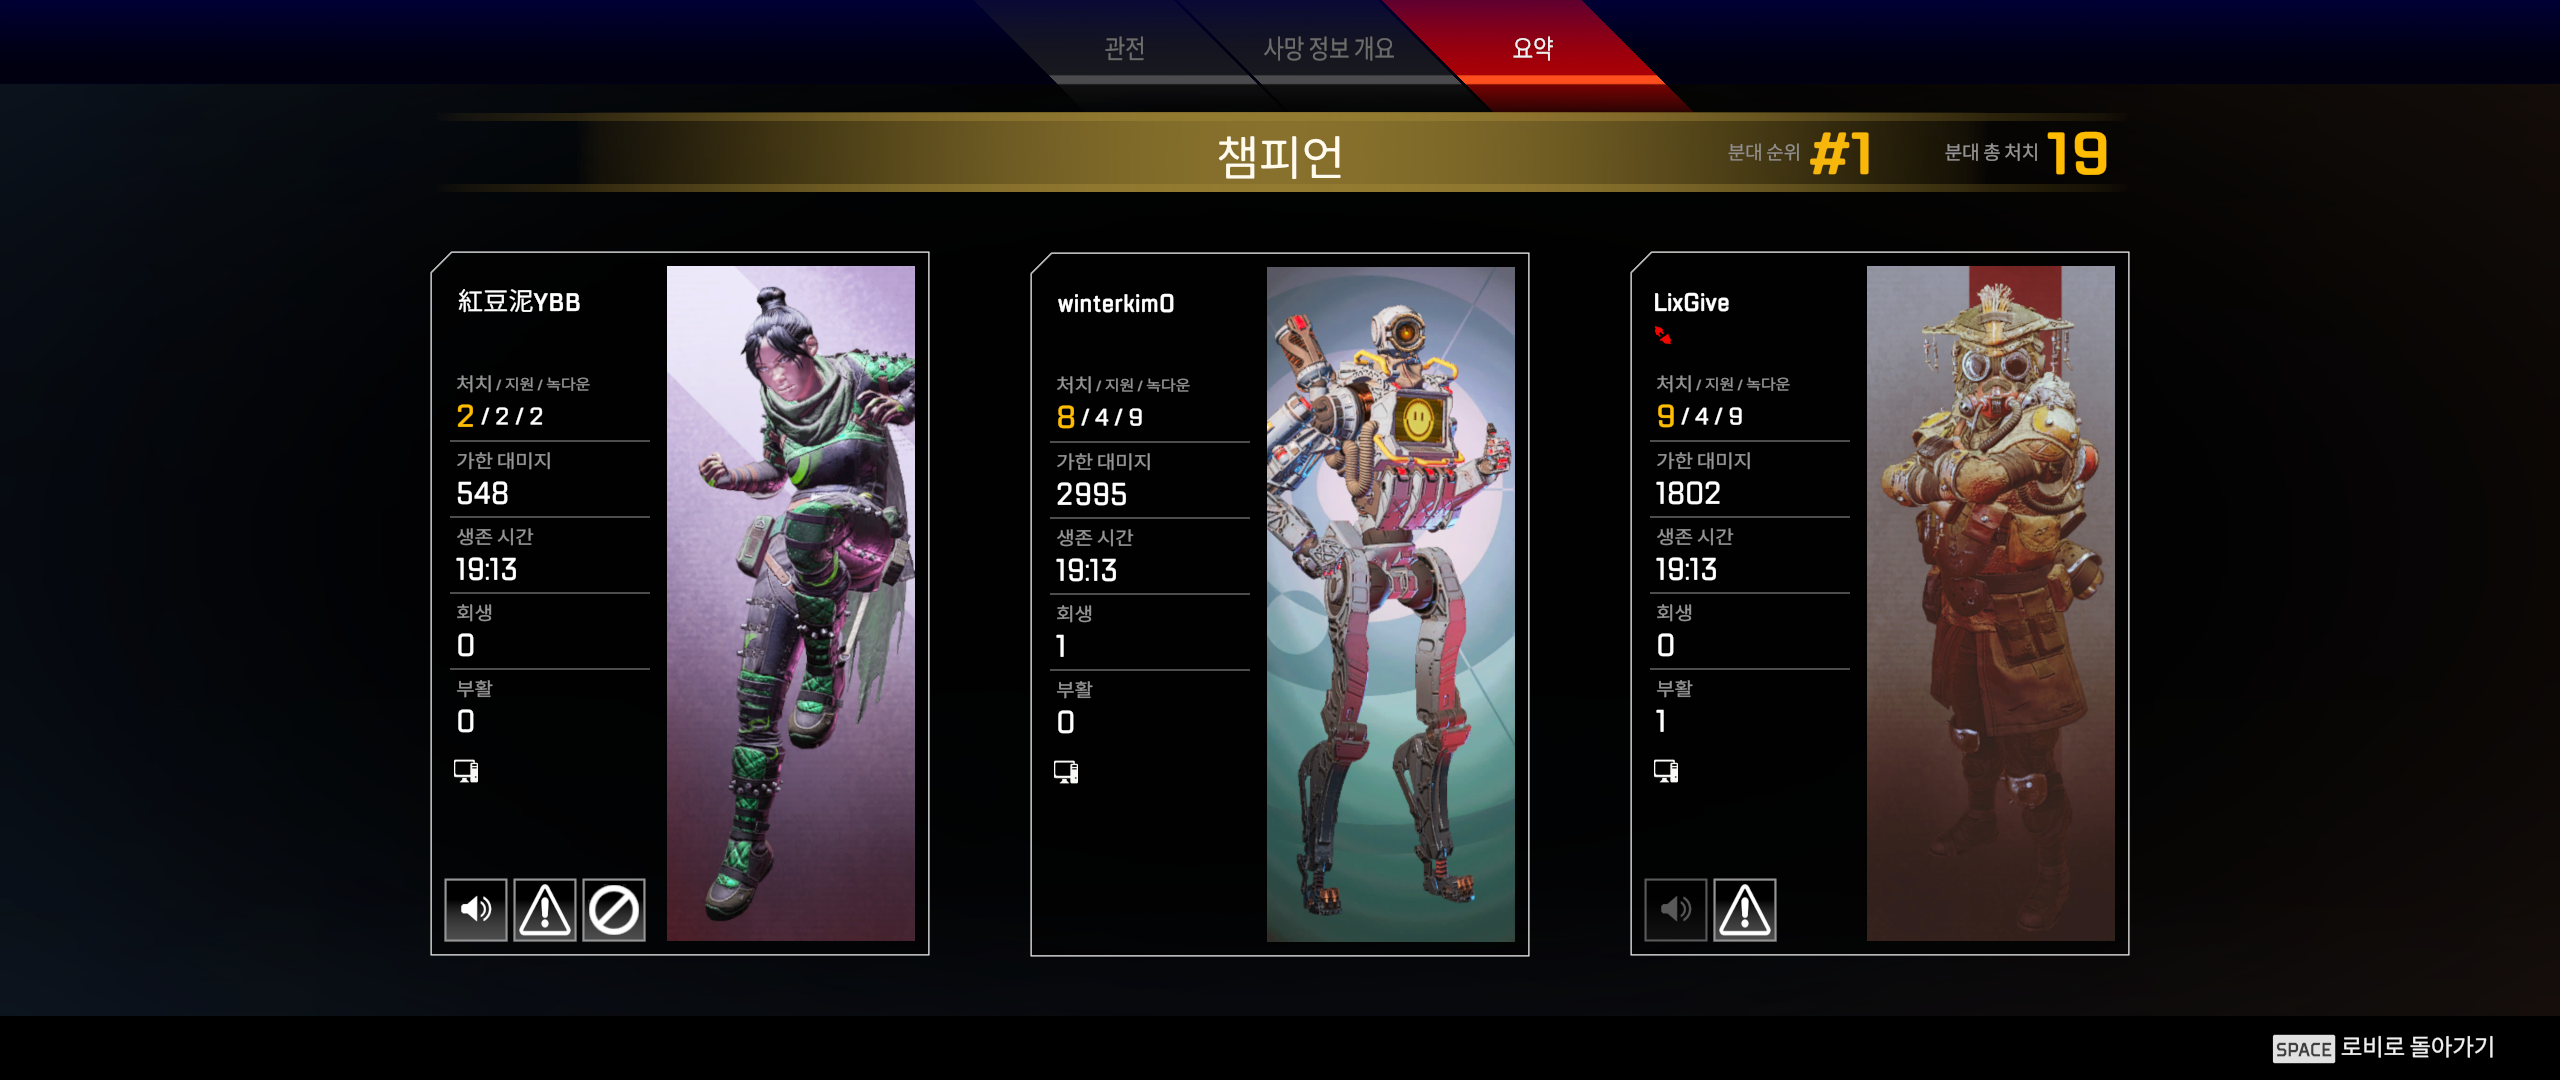 관전
사망 정보 개요
요약
챔피언
분대 순위 #1
분대 총 처치 19
紅豆泥YBB
처치 / 지원 / 녹다운
2 / 2 / 2
가한 대미지
548
생존 시간
19:13
회생
0
부활
0
winterkim0
처치 / 지원 / 녹다운
8 / 4 / 9
가한 대미지
2995
생존 시간
19:13
회생
1
부활
0
LixGive
처치 / 지원 / 녹다운
9 / 4 / 9
가한 대미지
1802
생존 시간
19:13
회생
0
부활
1
SPACE 로비로 돌아가기